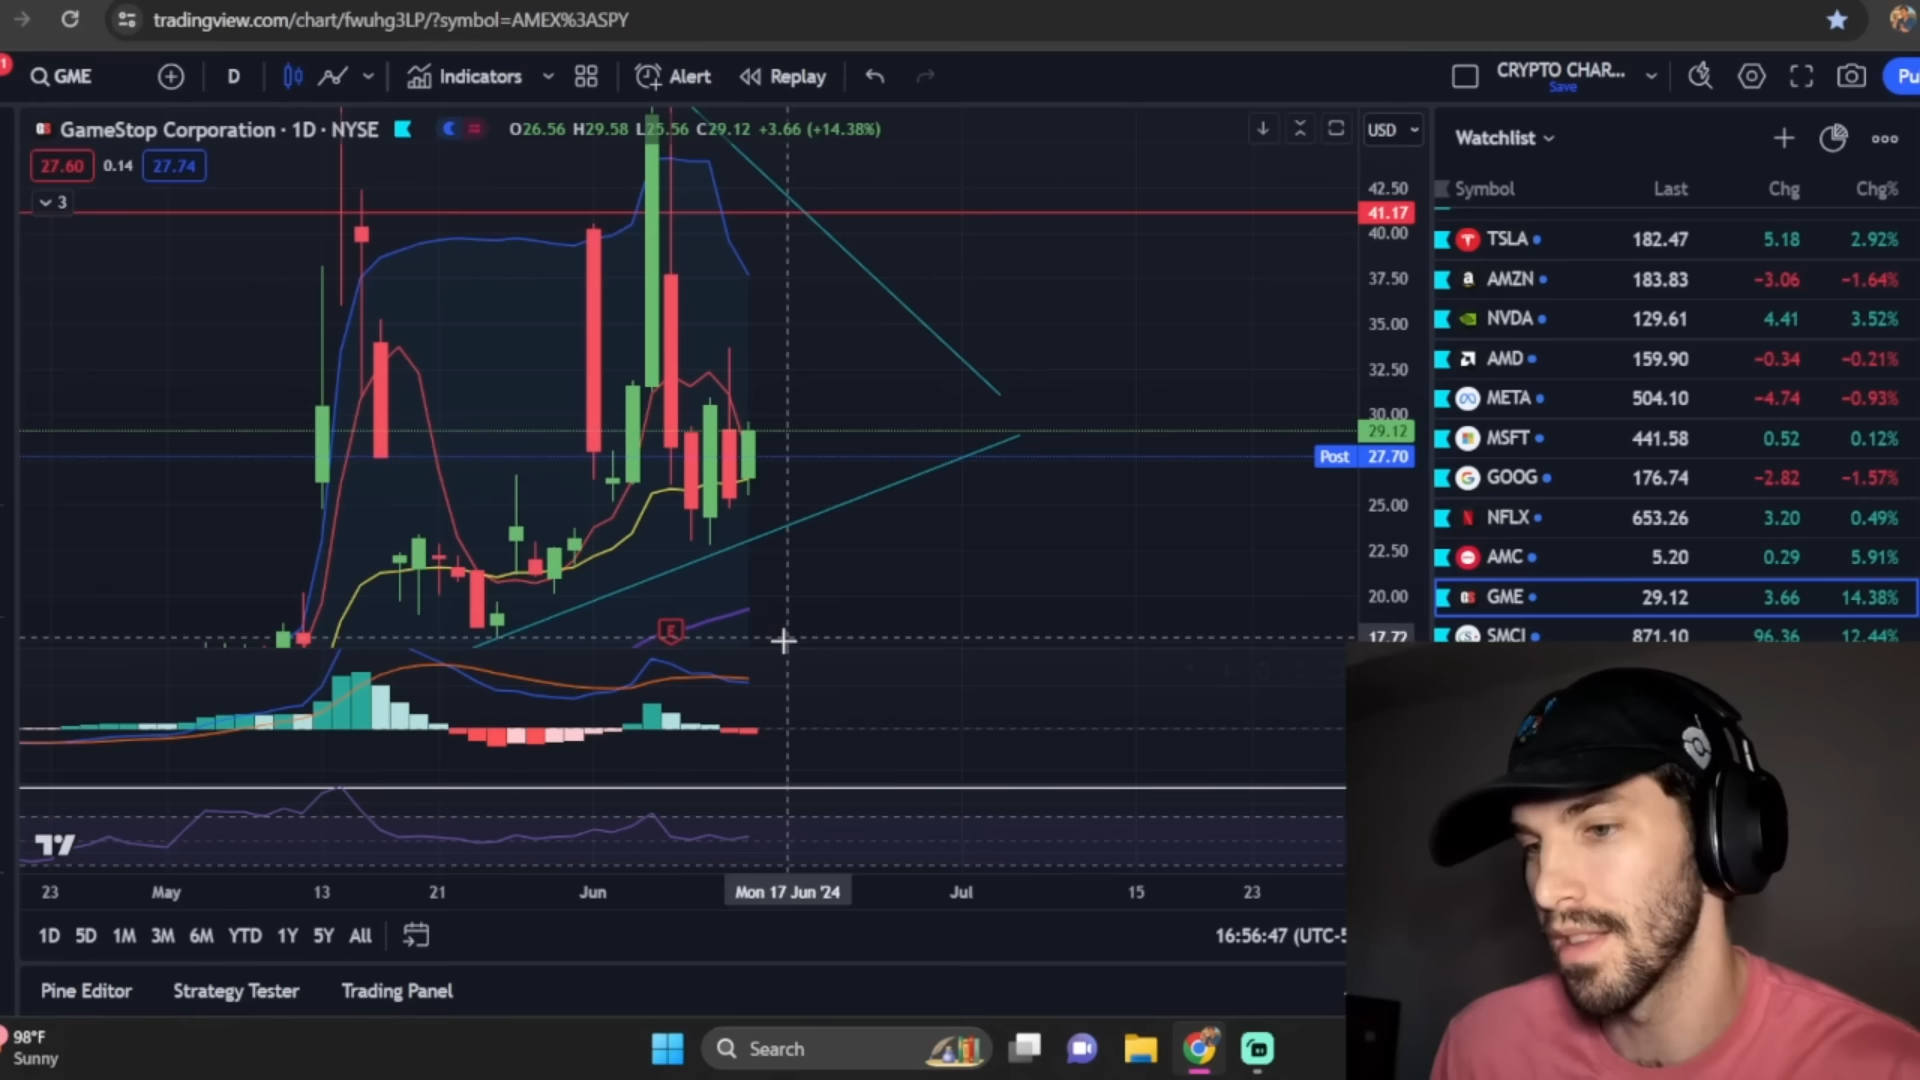 tradingview.com/chart/fwuhg3LP/?symbol=AMEX%3ASPY
1
GME
D
Indicators
Alert
Replay
CRYPTO CHAR...
Save
Pu
GameStop Corporation · 1D · NYSE
O26.56 H29.58 L25.56 C29.12 +3.66 (+14.38%)
USD
27.60 0.14 27.74
3
42.50
41.17
40.00
37.50
35.00
32.50
30.00
29.12
Post 27.70
25.00
22.50
20.00
17.72
E
23 May 13 21 Jun Mon 17 Jun '24 Jul 15 23
1D 5D 1M 3M 6M YTD 1Y 5Y All
16:56:47 (UTC-5
Pine Editor Strategy Tester Trading Panel
Watchlist
Symbol Last Chg Chg%
TSLA 182.47 5.18 2.92%
AMZN 183.83 −3.06 −1.64%
NVDA 129.61 4.41 3.52%
AMD 159.90 −0.34 −0.21%
META 504.10 −4.74 −0.93%
MSFT 441.58 0.52 0.12%
GOOG 176.74 −2.82 −1.57%
NFLX 653.26 3.20 0.49%
AMC 5.20 0.29 5.91%
GME 29.12 3.66 14.38%
SMCI 871.10 96.36 12.44%
98°F
Sunny
Search